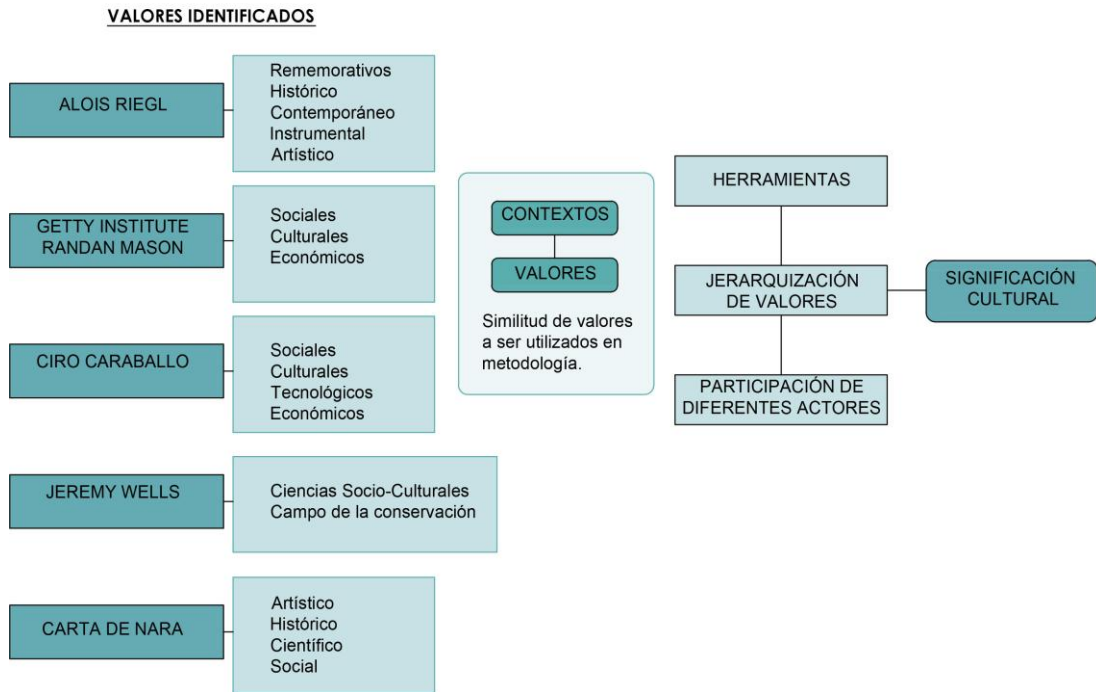 VALORES IDENTIFICADOS
ALOIS RIEGL
Rememorativos
Histórico
Contemporáneo
Instrumental
Artístico
GETTY INSTITUTE
RANDAN MASON
Sociales
Culturales
Económicos
CIRO CARABALLO
Sociales
Culturales
Tecnológicos
Económicos
JEREMY WELLS
Ciencias Socio-Culturales
Campo de la conservación
CARTA DE NARA
Artístico
Histórico
Científico
Social
CONTEXTOS
VALORES
Similitud de valores
a ser utilizados en
metodología.
HERRAMIENTAS
JERARQUIZACIÓN
DE VALORES
PARTICIPACIÓN DE
DIFERENTES ACTORES
SIGNIFICACIÓN
CULTURAL